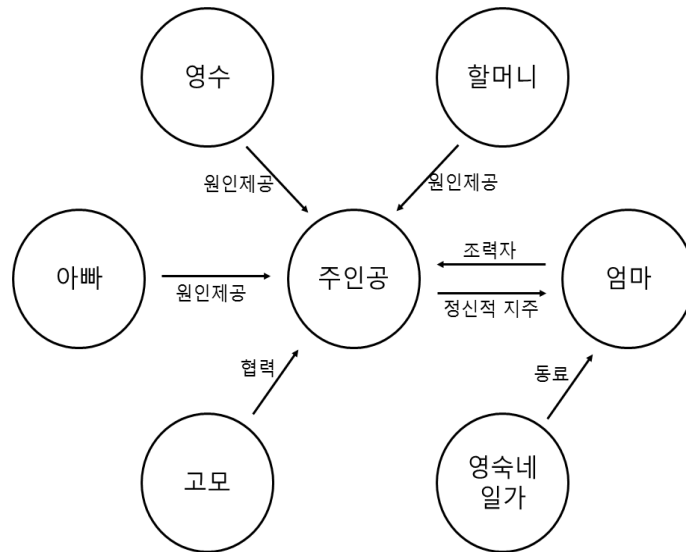 영수
할머니
원인제공
원인제공
아빠
원인제공
주인공
조력자
정신적 지주
엄마
협력
동료
고모
영숙네
일가